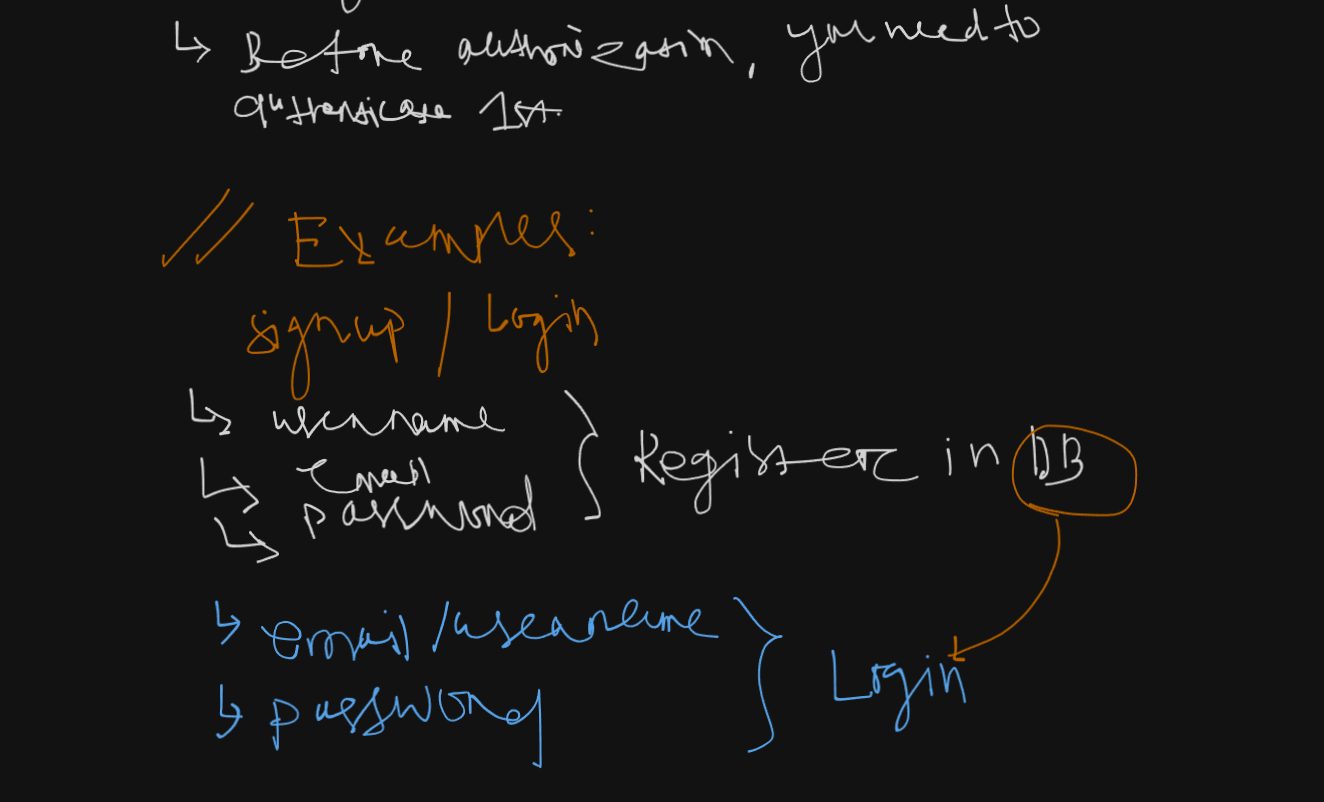 ↳ Before authorization, you need to
authenticate 1st.
// Examples:
signup / Login
↳ username
↳ email
↳ password
Register in DB
↳ email / username
↳ password
Login